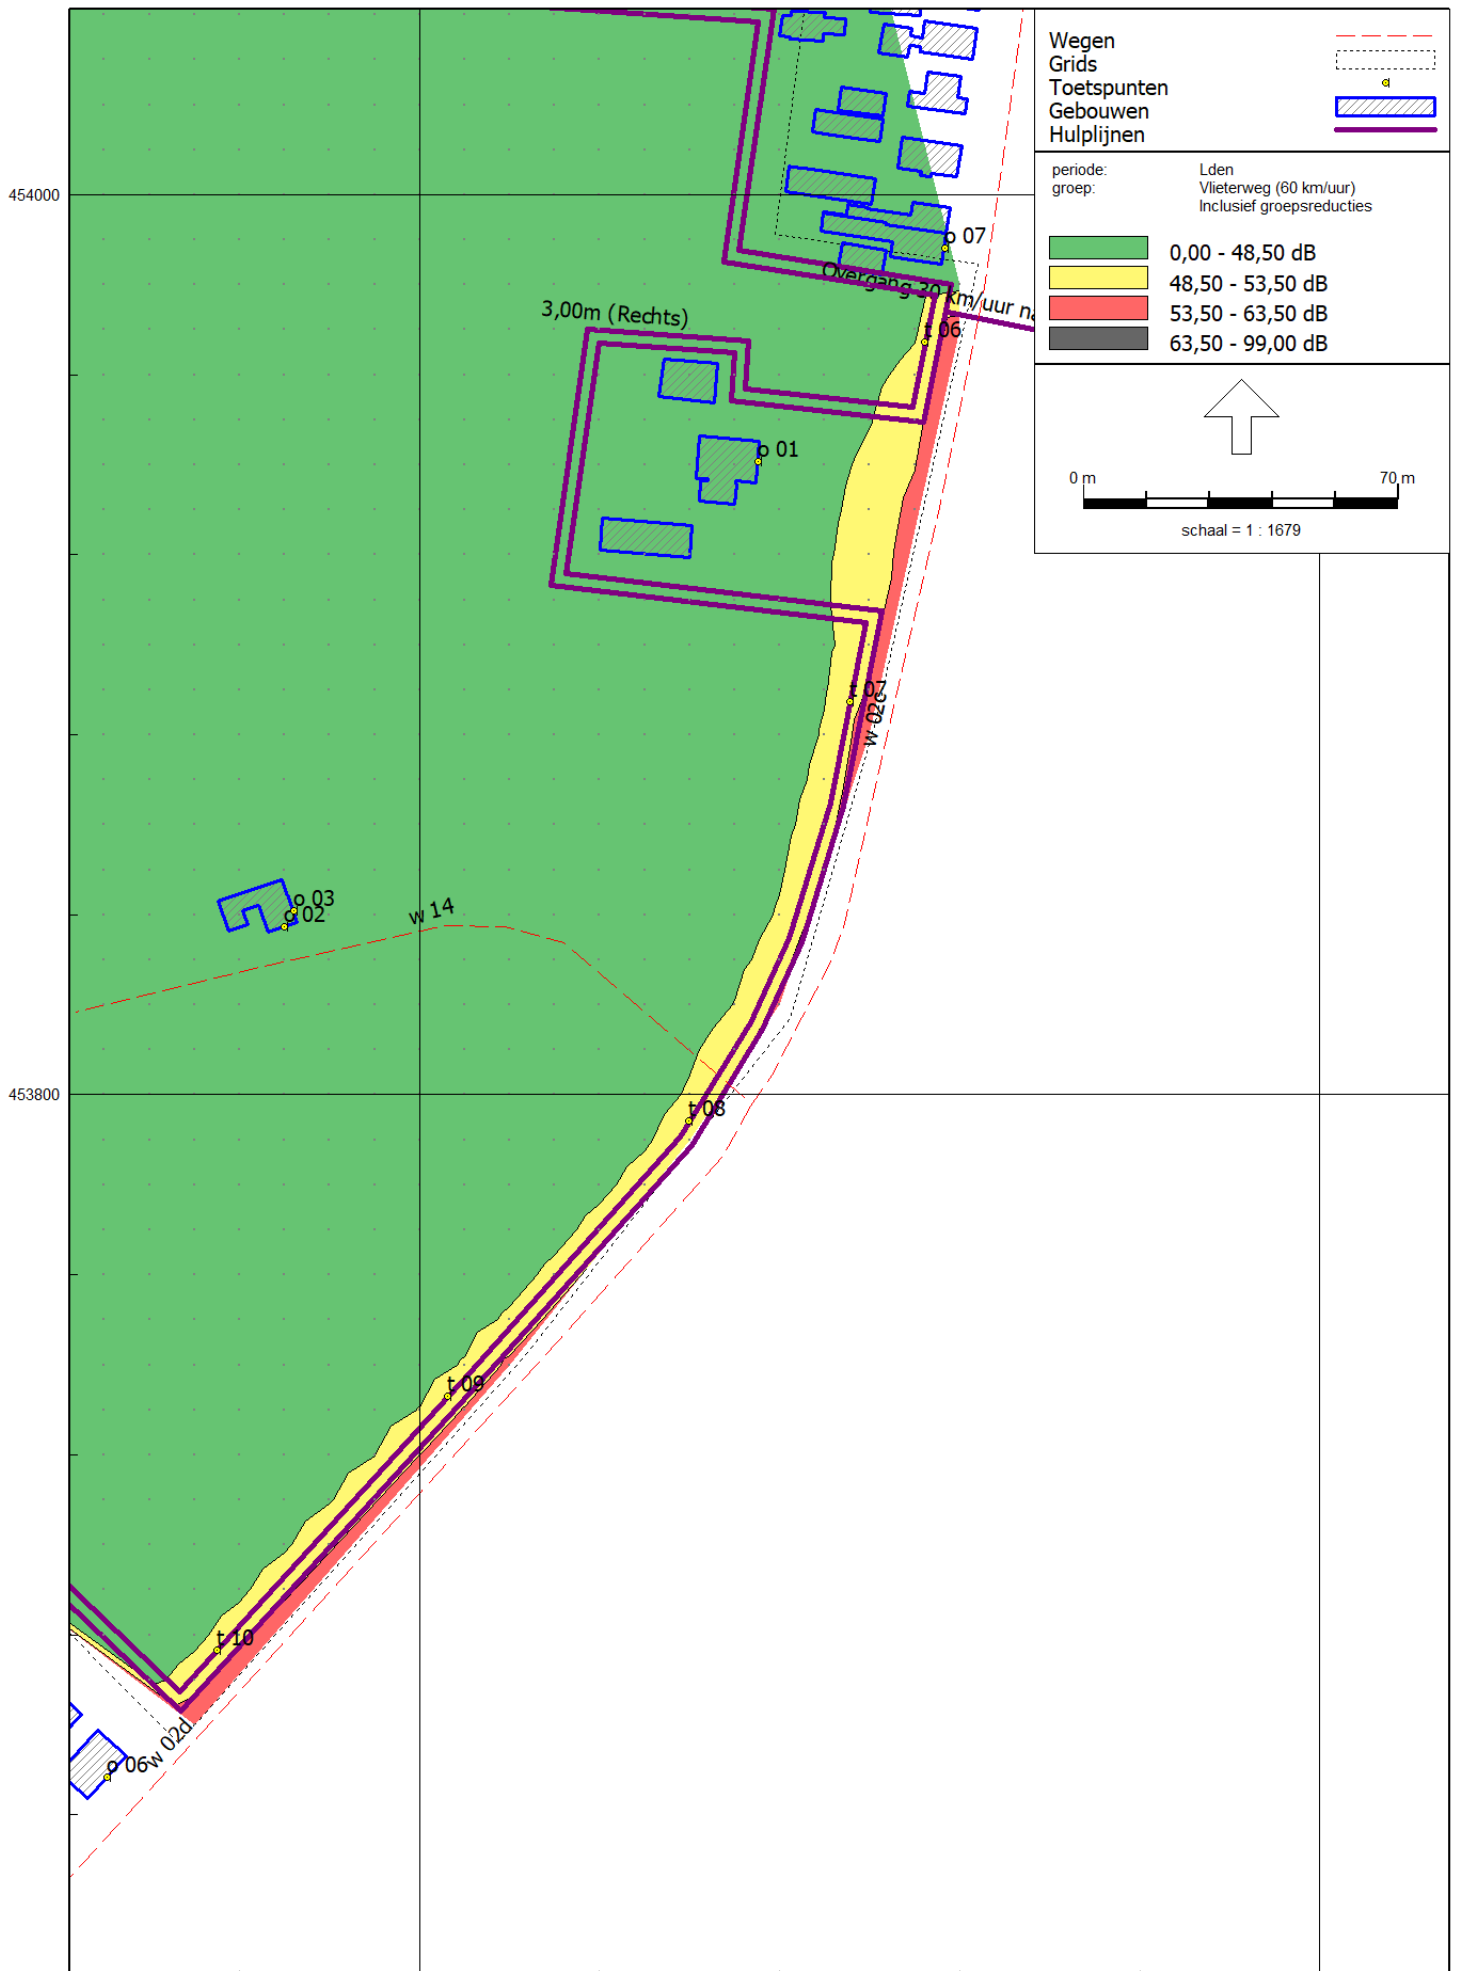 Wegen
Grids
Toetspunten
Gebouwen
Hulplijnen
periode: Lden
groep: Vlieterweg (60 km/uur)
Inclusief groepsreducties
0,00 - 48,50 dB
48,50 - 53,50 dB
53,50 - 63,50 dB
63,50 - 99,00 dB
0 m 70 m
schaal = 1 : 1679
454000
o 07
Overgang 30 km/uur na
3,00m (Rechts)
t 06
o 01
t 07
w 02c
o 03
o 02
w 14
453800
t 08
t 09
t 10
w 02d
o 06